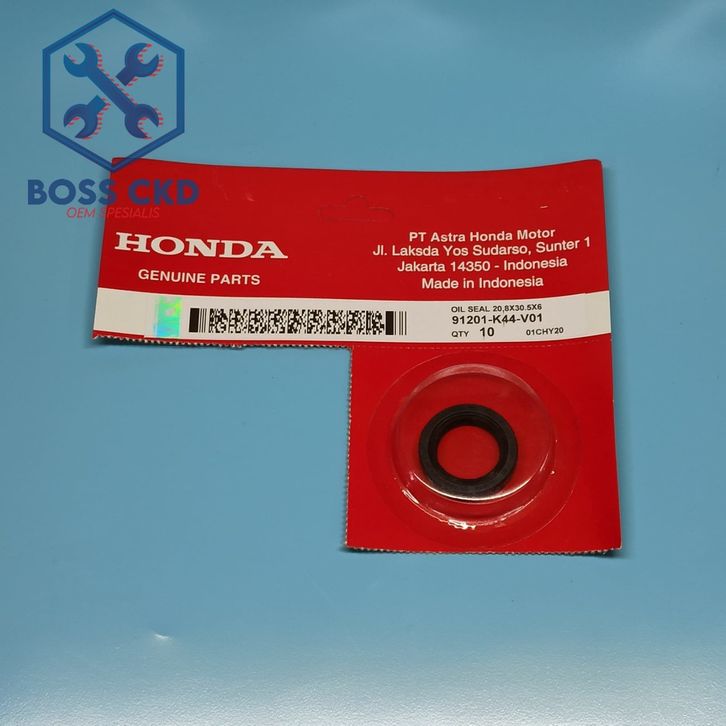 BOSS CKD
OEM SPESIALIS
HONDA
GENUINE PARTS
PT Astra Honda Motor
Jl. Laksda Yos Sudarso, Sunter 1
Jakarta 14350 - Indonesia
Made in Indonesia
OIL SEAL 20,8X30.5X6
91201-K44-V01
QTY 10 01CHY20